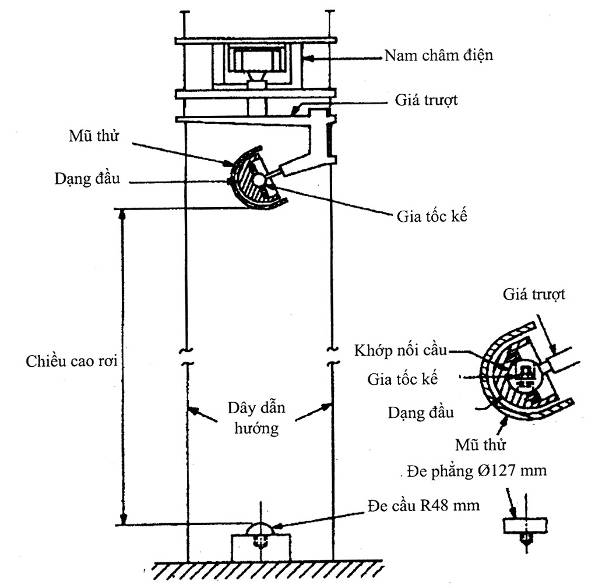 Nam châm điện
Giá trượt
Mũ thử
Dạng đầu
Gia tốc kế
Giá trượt
Khớp nối cầu
Gia tốc kế
Chiều cao rơi
Dây dẫn
hướng
Dạng đầu
Mũ thử
Đe phẳng Ø127 mm
Đe cầu R48 mm